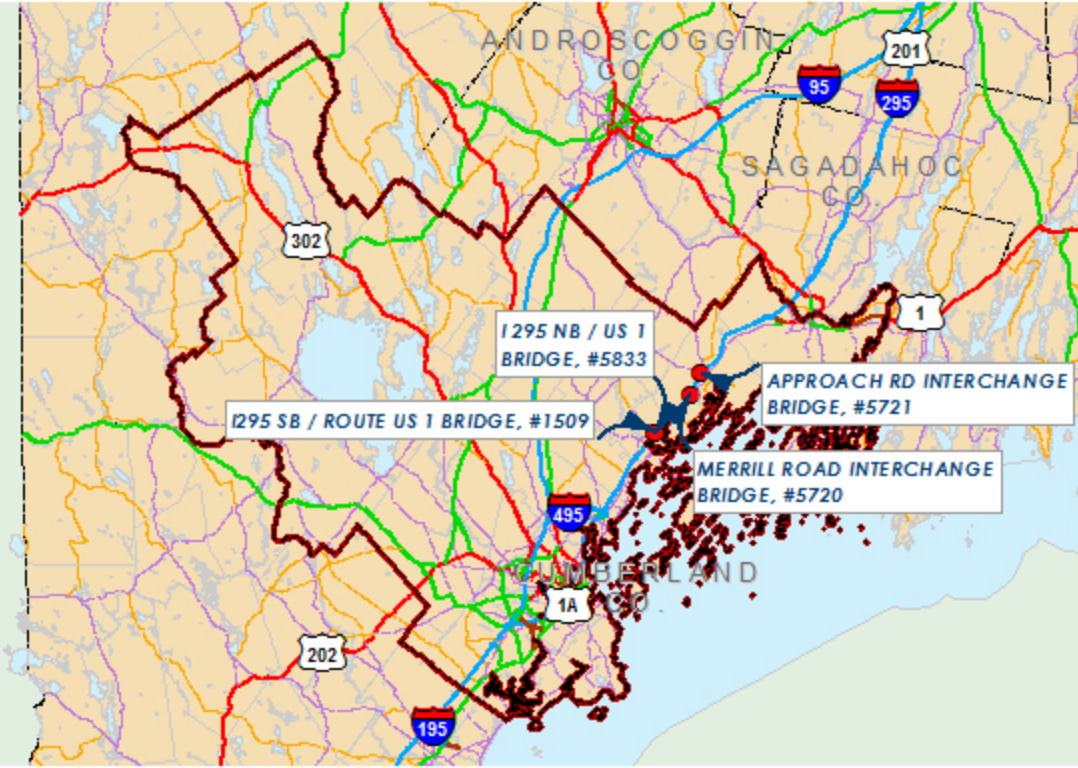 ANDROSCOGGIN
CO
201
95
295
SAGADAHOC
CO.
302
1
I 295 NB / US 1
BRIDGE, #5833
APPROACH RD INTERCHANGE
BRIDGE, #5721
I295 SB / ROUTE US 1 BRIDGE, #1509
MERRILL ROAD INTERCHANGE
BRIDGE, #5720
495
CUMBERLAND
CO.
1A
202
195